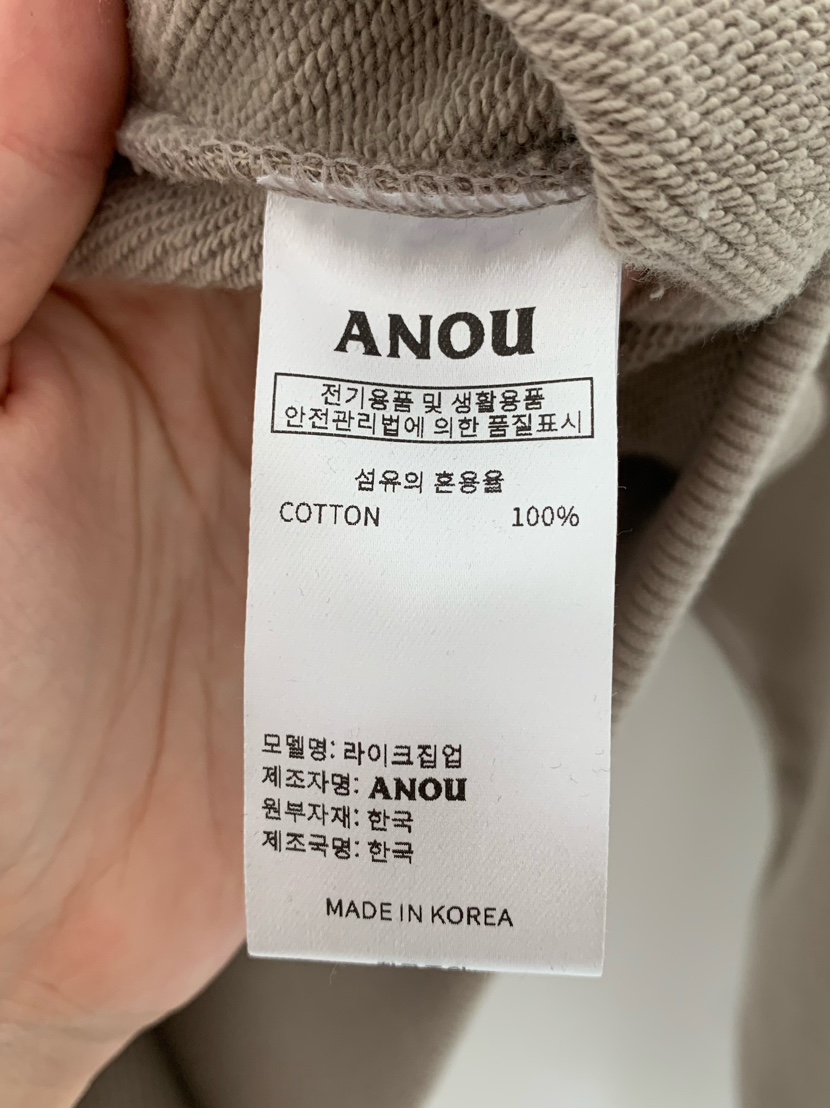 ANOU
전기용품 및 생활용품
안전관리법에 의한 품질표시
섬유의 혼용율
COTTON 100%
모델명: 라이크집업
제조자명: ANOU
원부자재: 한국
제조국명: 한국
MADE IN KOREA